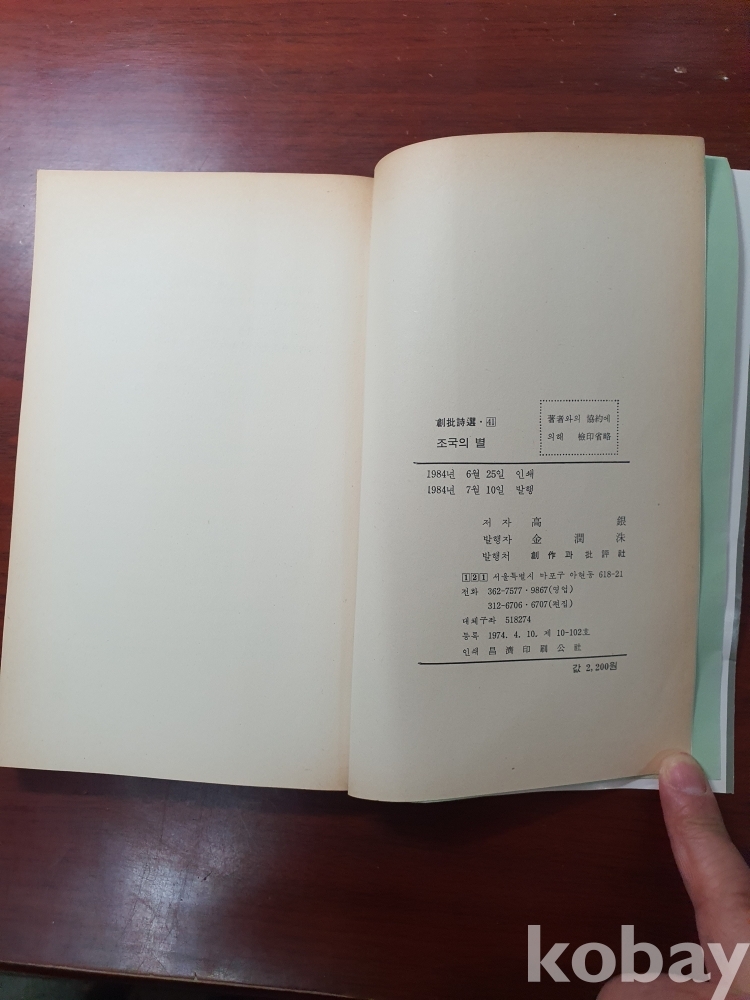 創批詩選・41
조국의 별
著者와의 協約에
의해 檢印省略
1984년 6월 25일 인쇄
1984년 7월 10일 발행
저자 高銀
발행자 金潤洙
발행처 創作과批評社
121 서울특별시 마포구 아현동 618-21
전화 362-7577・9867(영업)
312-6706・6707(편집)
대체구좌 518274
등록 1974. 4. 10. 제 10-102호
인쇄 昌濟印刷公社
값 2,200원
kobay